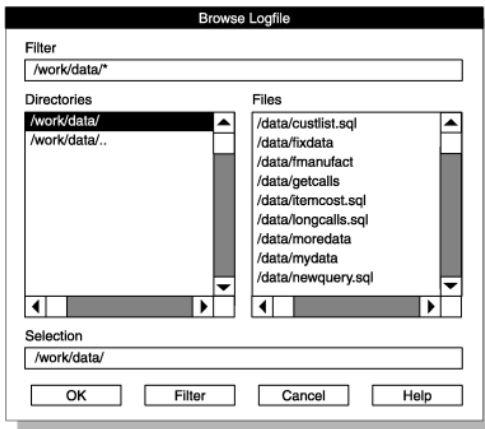 Browse Logfile
Filter
/work/data/*
Directories
/work/data/
/work/data/..
Files
/data/custlist.sql
/data/fixdata
/data/fmanufact
/data/getcalls
/data/itemcost.sql
/data/longcalls.sql
/data/moredata
/data/mydata
/data/newquery.sql
Selection
/work/data/
OK Filter Cancel Help